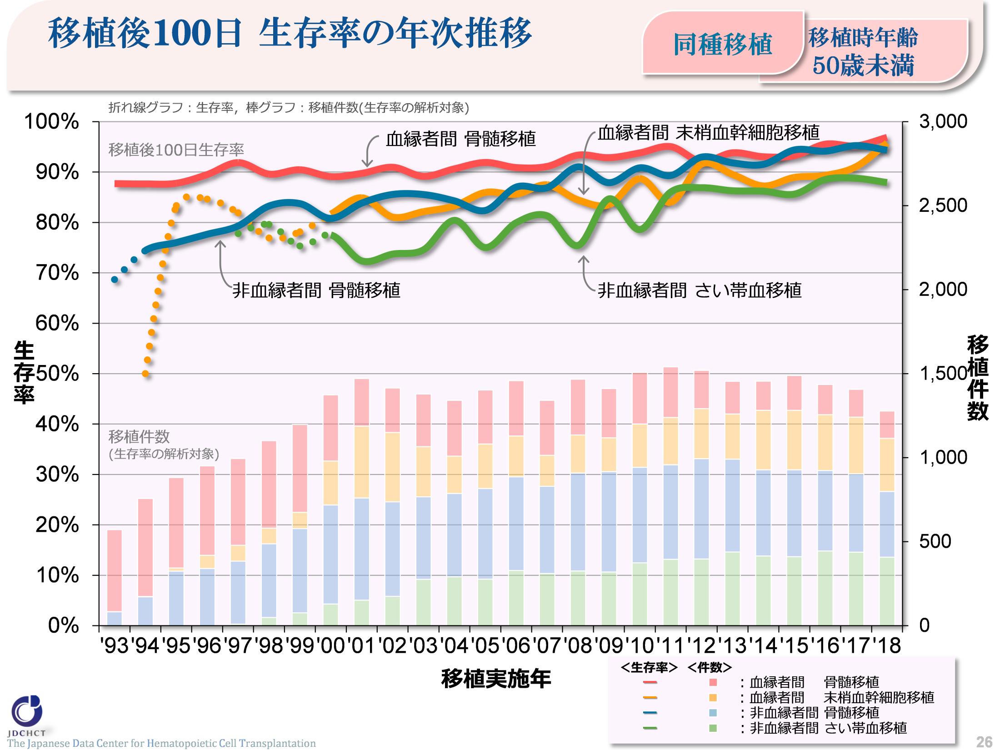 移植後100日 生存率の年次推移
同種移植
移植時年齢
50歳未満
折れ線グラフ：生存率，棒グラフ：移植件数(生存率の解析対象)
100%
90%
80%
70%
60%
50%
40%
30%
20%
10%
0%
生存率
移植後100日生存率
血縁者間 骨髄移植
血縁者間 末梢血幹細胞移植
非血縁者間 骨髄移植
非血縁者間 さい帯血移植
移植件数
(生存率の解析対象)
3,000
2,500
2,000
1,500
1,000
500
0
移植件数
'93 '94 '95 '96 '97 '98 '99 '00 '01 '02 '03 '04 '05 '06 '07 '08 '09 '10 '11 '12 '13 '14 '15 '16 '17 '18
移植実施年
＜生存率＞ ＜件数＞
：血縁者間 骨髄移植
：血縁者間 末梢血幹細胞移植
：非血縁者間 骨髄移植
：非血縁者間 さい帯血移植
JDCHCT
The Japanese Data Center for Hematopoietic Cell Transplantation
26